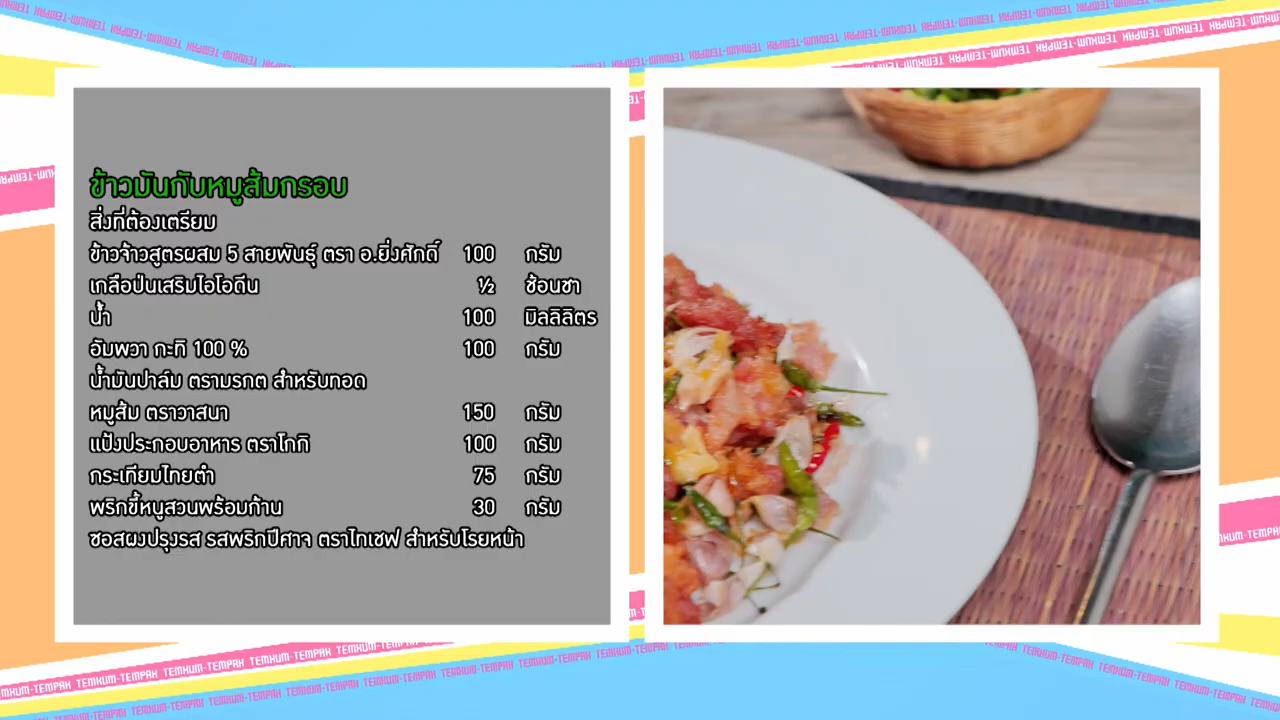 ข้าวมันกับหมูส้มกรอบ
สิ่งที่ต้องเตรียม
ข้าวจ้าวสูตรผสม 5 สายพันธุ์ ตรา อ.ยิ่งศักดิ์ 100 กรัม
เกลือป่นเสริมไอโอดีน ½ ช้อนชา
น้ำ 100 มิลลิลิตร
อัมพวา กะทิ 100 % 100 กรัม
น้ำมันปาล์ม ตรามรกต สำหรับทอด
หมูส้ม ตราวาสนา 150 กรัม
แป้งประกอบอาหาร ตราโกกิ 100 กรัม
กระเทียมไทยตำ 75 กรัม
พริกขี้หนูสวนพร้อมก้าน 30 กรัม
ซอสผงปรุงรส รสพริกปีศาจ ตราไทเชฟ สำหรับโรยหน้า
TEMHUM-TEMPAH TEMHUM-TEMPAH TEMHUM-TEMPAH TEMHUM-TEMPAH